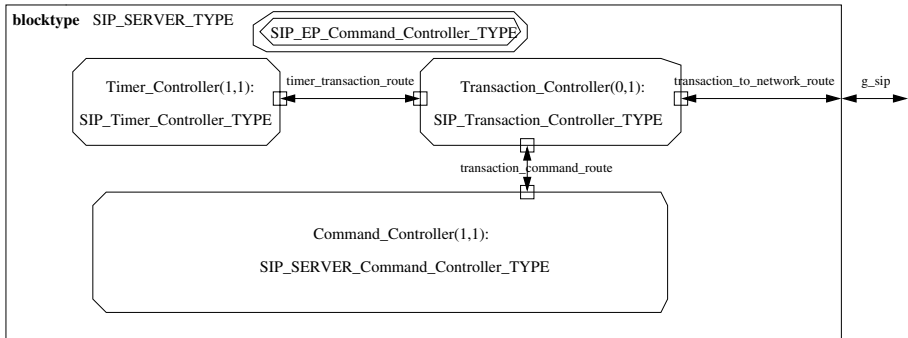 blocktype SIP_SERVER_TYPE
SIP_EP_Command_Controller_TYPE
Timer_Controller(1,1):
SIP_Timer_Controller_TYPE
timer_transaction_route
Transaction_Controller(0,1):
SIP_Transaction_Controller_TYPE
transaction_to_network_route
g_sip
transaction_command_route
Command_Controller(1,1):
SIP_SERVER_Command_Controller_TYPE